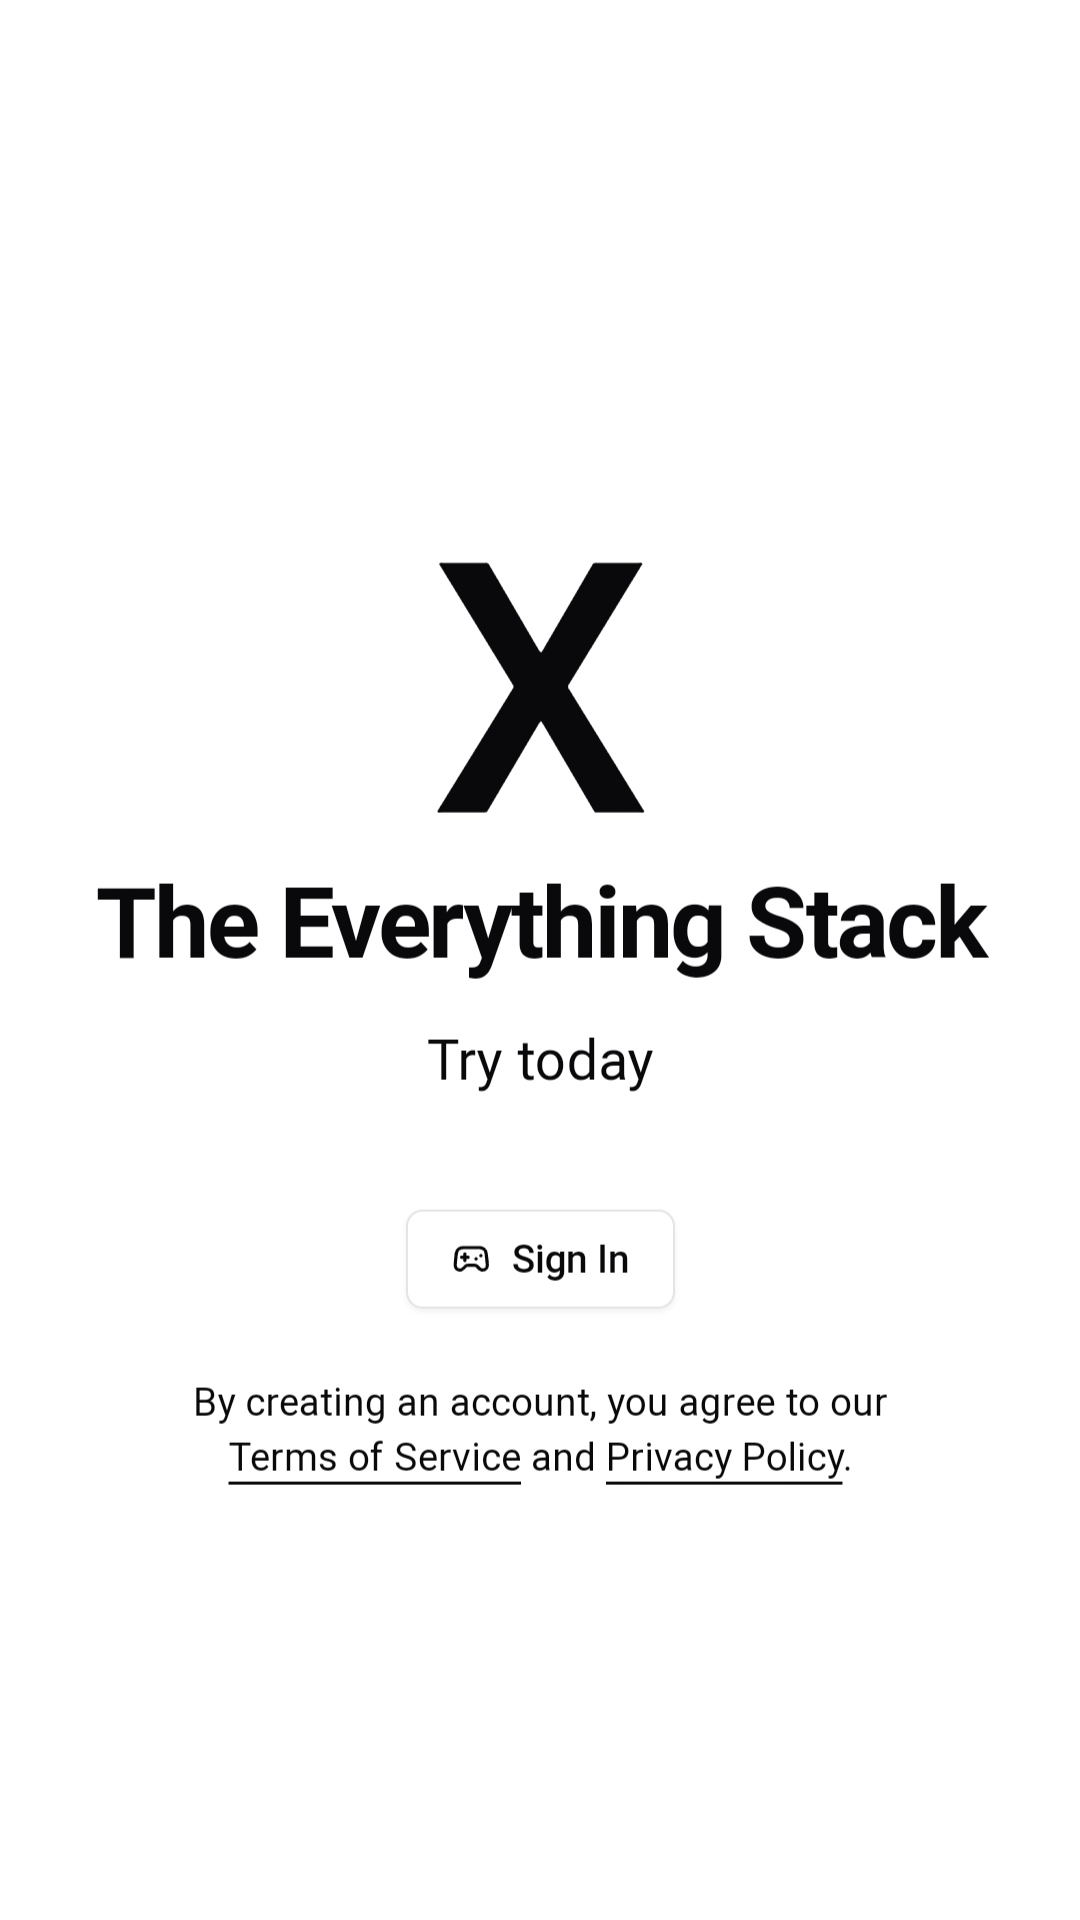 X
The Everything Stack
Try today
Sign In
By creating an account, you agree to our
Terms of Service and Privacy Policy.